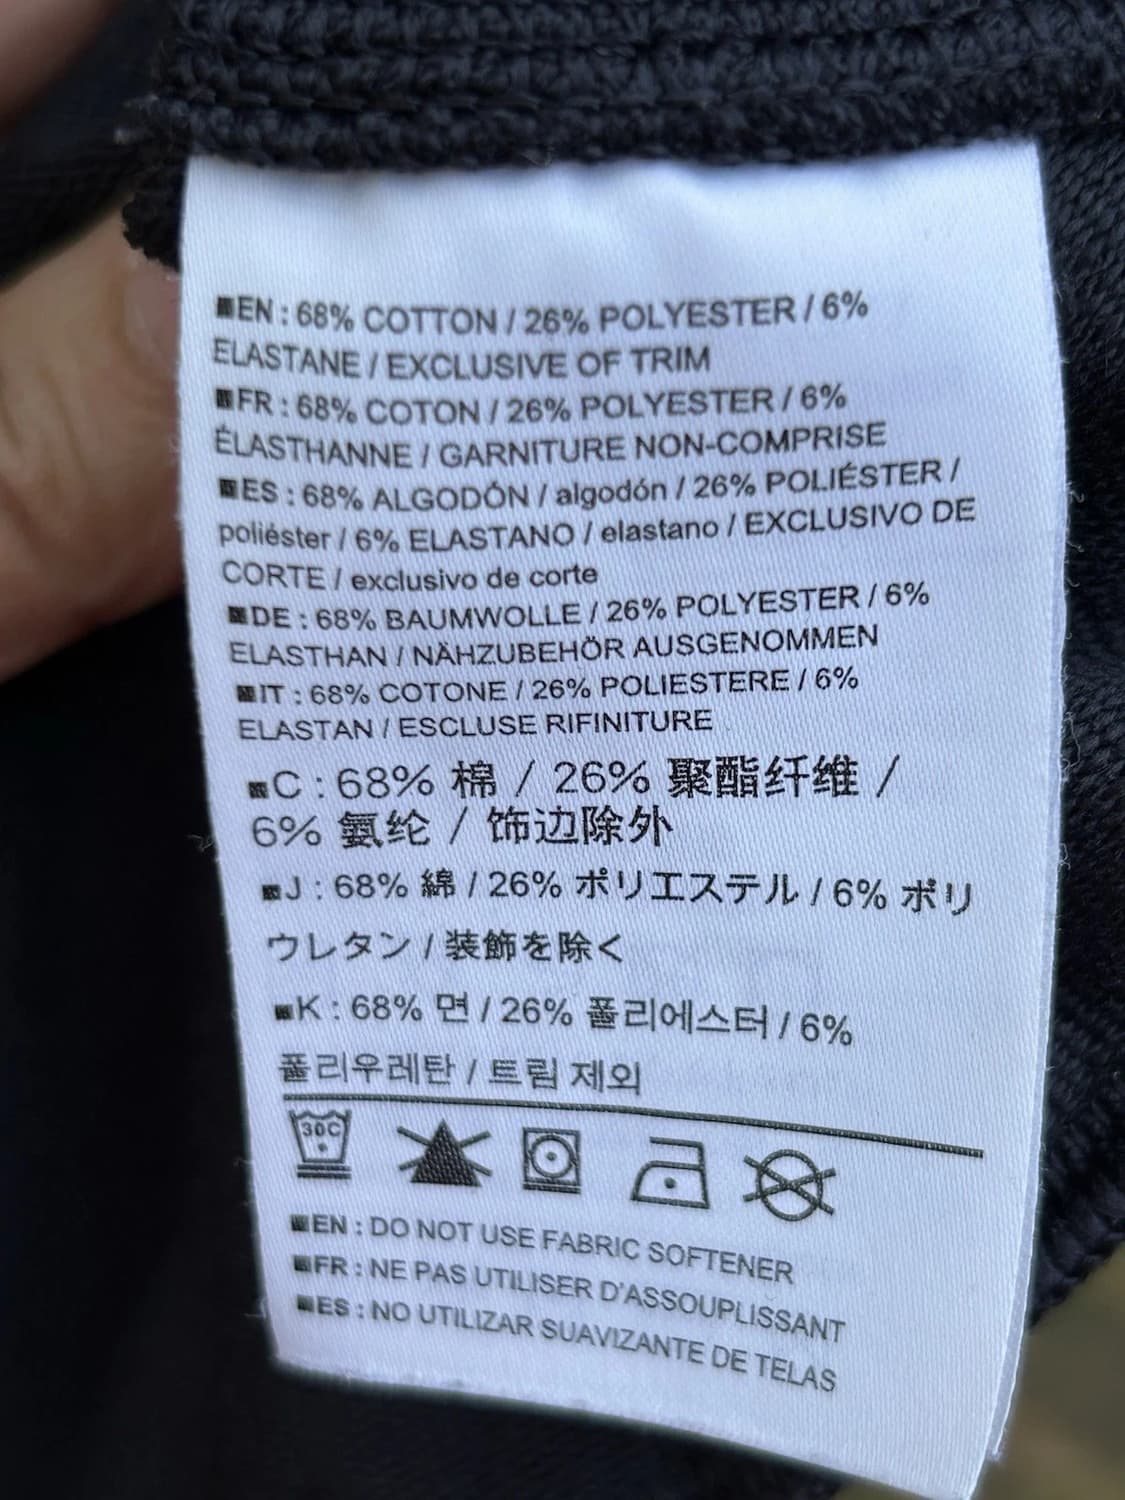 EN : 68% COTTON / 26% POLYESTER / 6%
ELASTANE / EXCLUSIVE OF TRIM
FR : 68% COTON / 26% POLYESTER / 6%
ÉLASTHANNE / GARNITURE NON-COMPRISE
ES : 68% ALGODÓN / algodón / 26% POLIÉSTER /
poliéster / 6% ELASTANO / elastano / EXCLUSIVO DE
CORTE / exclusivo de corte
DE : 68% BAUMWOLLE / 26% POLYESTER / 6%
ELASTHAN / NÄHZUBEHÖR AUSGENOMMEN
IT : 68% COTONE / 26% POLIESTERE / 6%
ELASTAN / ESCLUSE RIFINITURE
C : 68% 棉 / 26% 聚酯纤维 /
6% 氨纶 / 饰边除外
J : 68% 綿 / 26% ポリエステル / 6% ポリ
ウレタン / 装飾を除く
K : 68% 면 / 26% 폴리에스터 / 6%
폴리우레탄 / 트림 제외
30C
EN : DO NOT USE FABRIC SOFTENER
FR : NE PAS UTILISER D'ASSOUPLISSANT
ES : NO UTILIZAR SUAVIZANTE DE TELAS